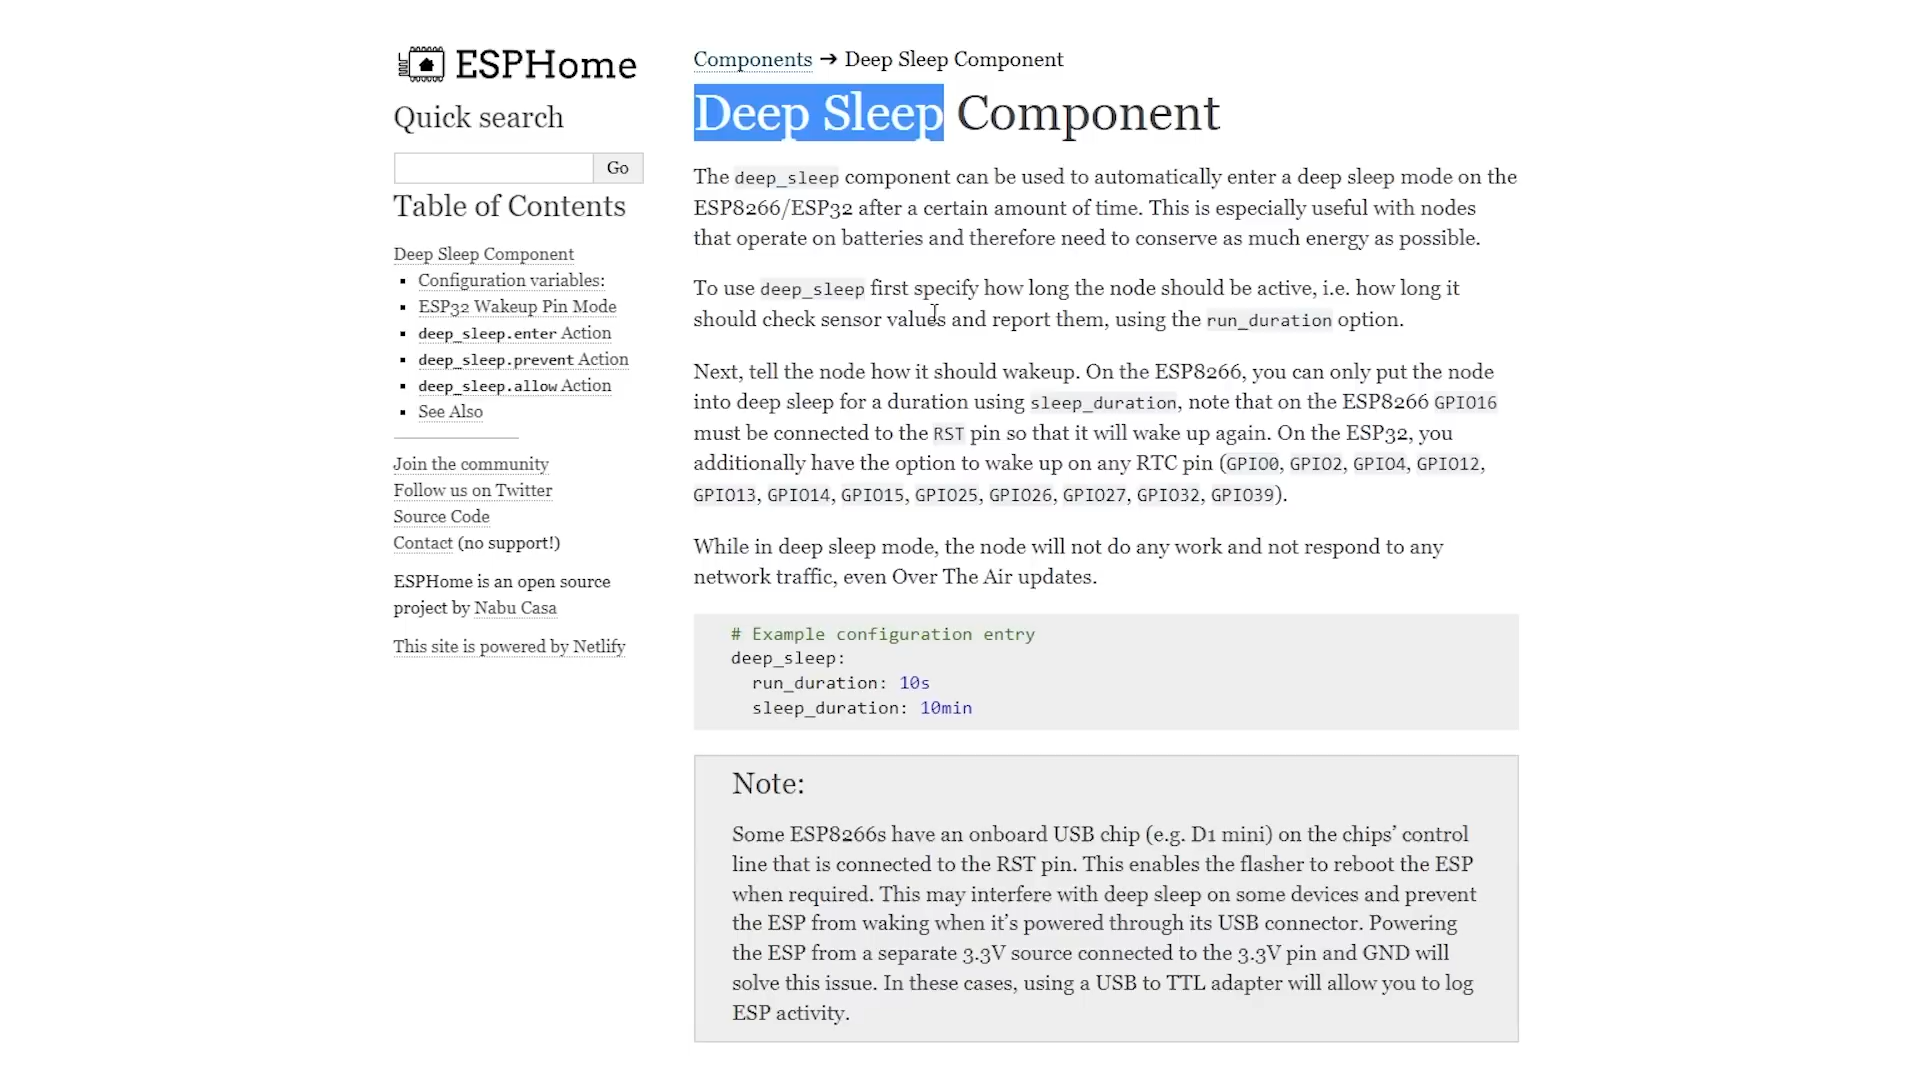 ESPHome
Quick search
Go
Table of Contents
Deep Sleep Component
Configuration variables:
ESP32 Wakeup Pin Mode
deep_sleep.enter Action
deep_sleep.prevent Action
deep_sleep.allow Action
See Also
Join the community
Follow us on Twitter
Source Code
Contact (no support!)
ESPHome is an open source
project by Nabu Casa
This site is powered by Netlify
Components → Deep Sleep Component
Deep Sleep Component
The deep_sleep component can be used to automatically enter a deep sleep mode on the
ESP8266/ESP32 after a certain amount of time. This is especially useful with nodes
that operate on batteries and therefore need to conserve as much energy as possible.
To use deep_sleep first specify how long the node should be active, i.e. how long it
should check sensor values and report them, using the run_duration option.
Next, tell the node how it should wakeup. On the ESP8266, you can only put the node
into deep sleep for a duration using sleep_duration, note that on the ESP8266 GPIO16
must be connected to the RST pin so that it will wake up again. On the ESP32, you
additionally have the option to wake up on any RTC pin (GPIO0, GPIO2, GPIO4, GPIO12,
GPIO13, GPIO14, GPIO15, GPIO25, GPIO26, GPIO27, GPIO32, GPIO39).
While in deep sleep mode, the node will not do any work and not respond to any
network traffic, even Over The Air updates.
# Example configuration entry
deep_sleep:
  run_duration: 10s
  sleep_duration: 10min
Note:
Some ESP8266s have an onboard USB chip (e.g. D1 mini) on the chips’ control
line that is connected to the RST pin. This enables the flasher to reboot the ESP
when required. This may interfere with deep sleep on some devices and prevent
the ESP from waking when it’s powered through its USB connector. Powering
the ESP from a separate 3.3V source connected to the 3.3V pin and GND will
solve this issue. In these cases, using a USB to TTL adapter will allow you to log
ESP activity.